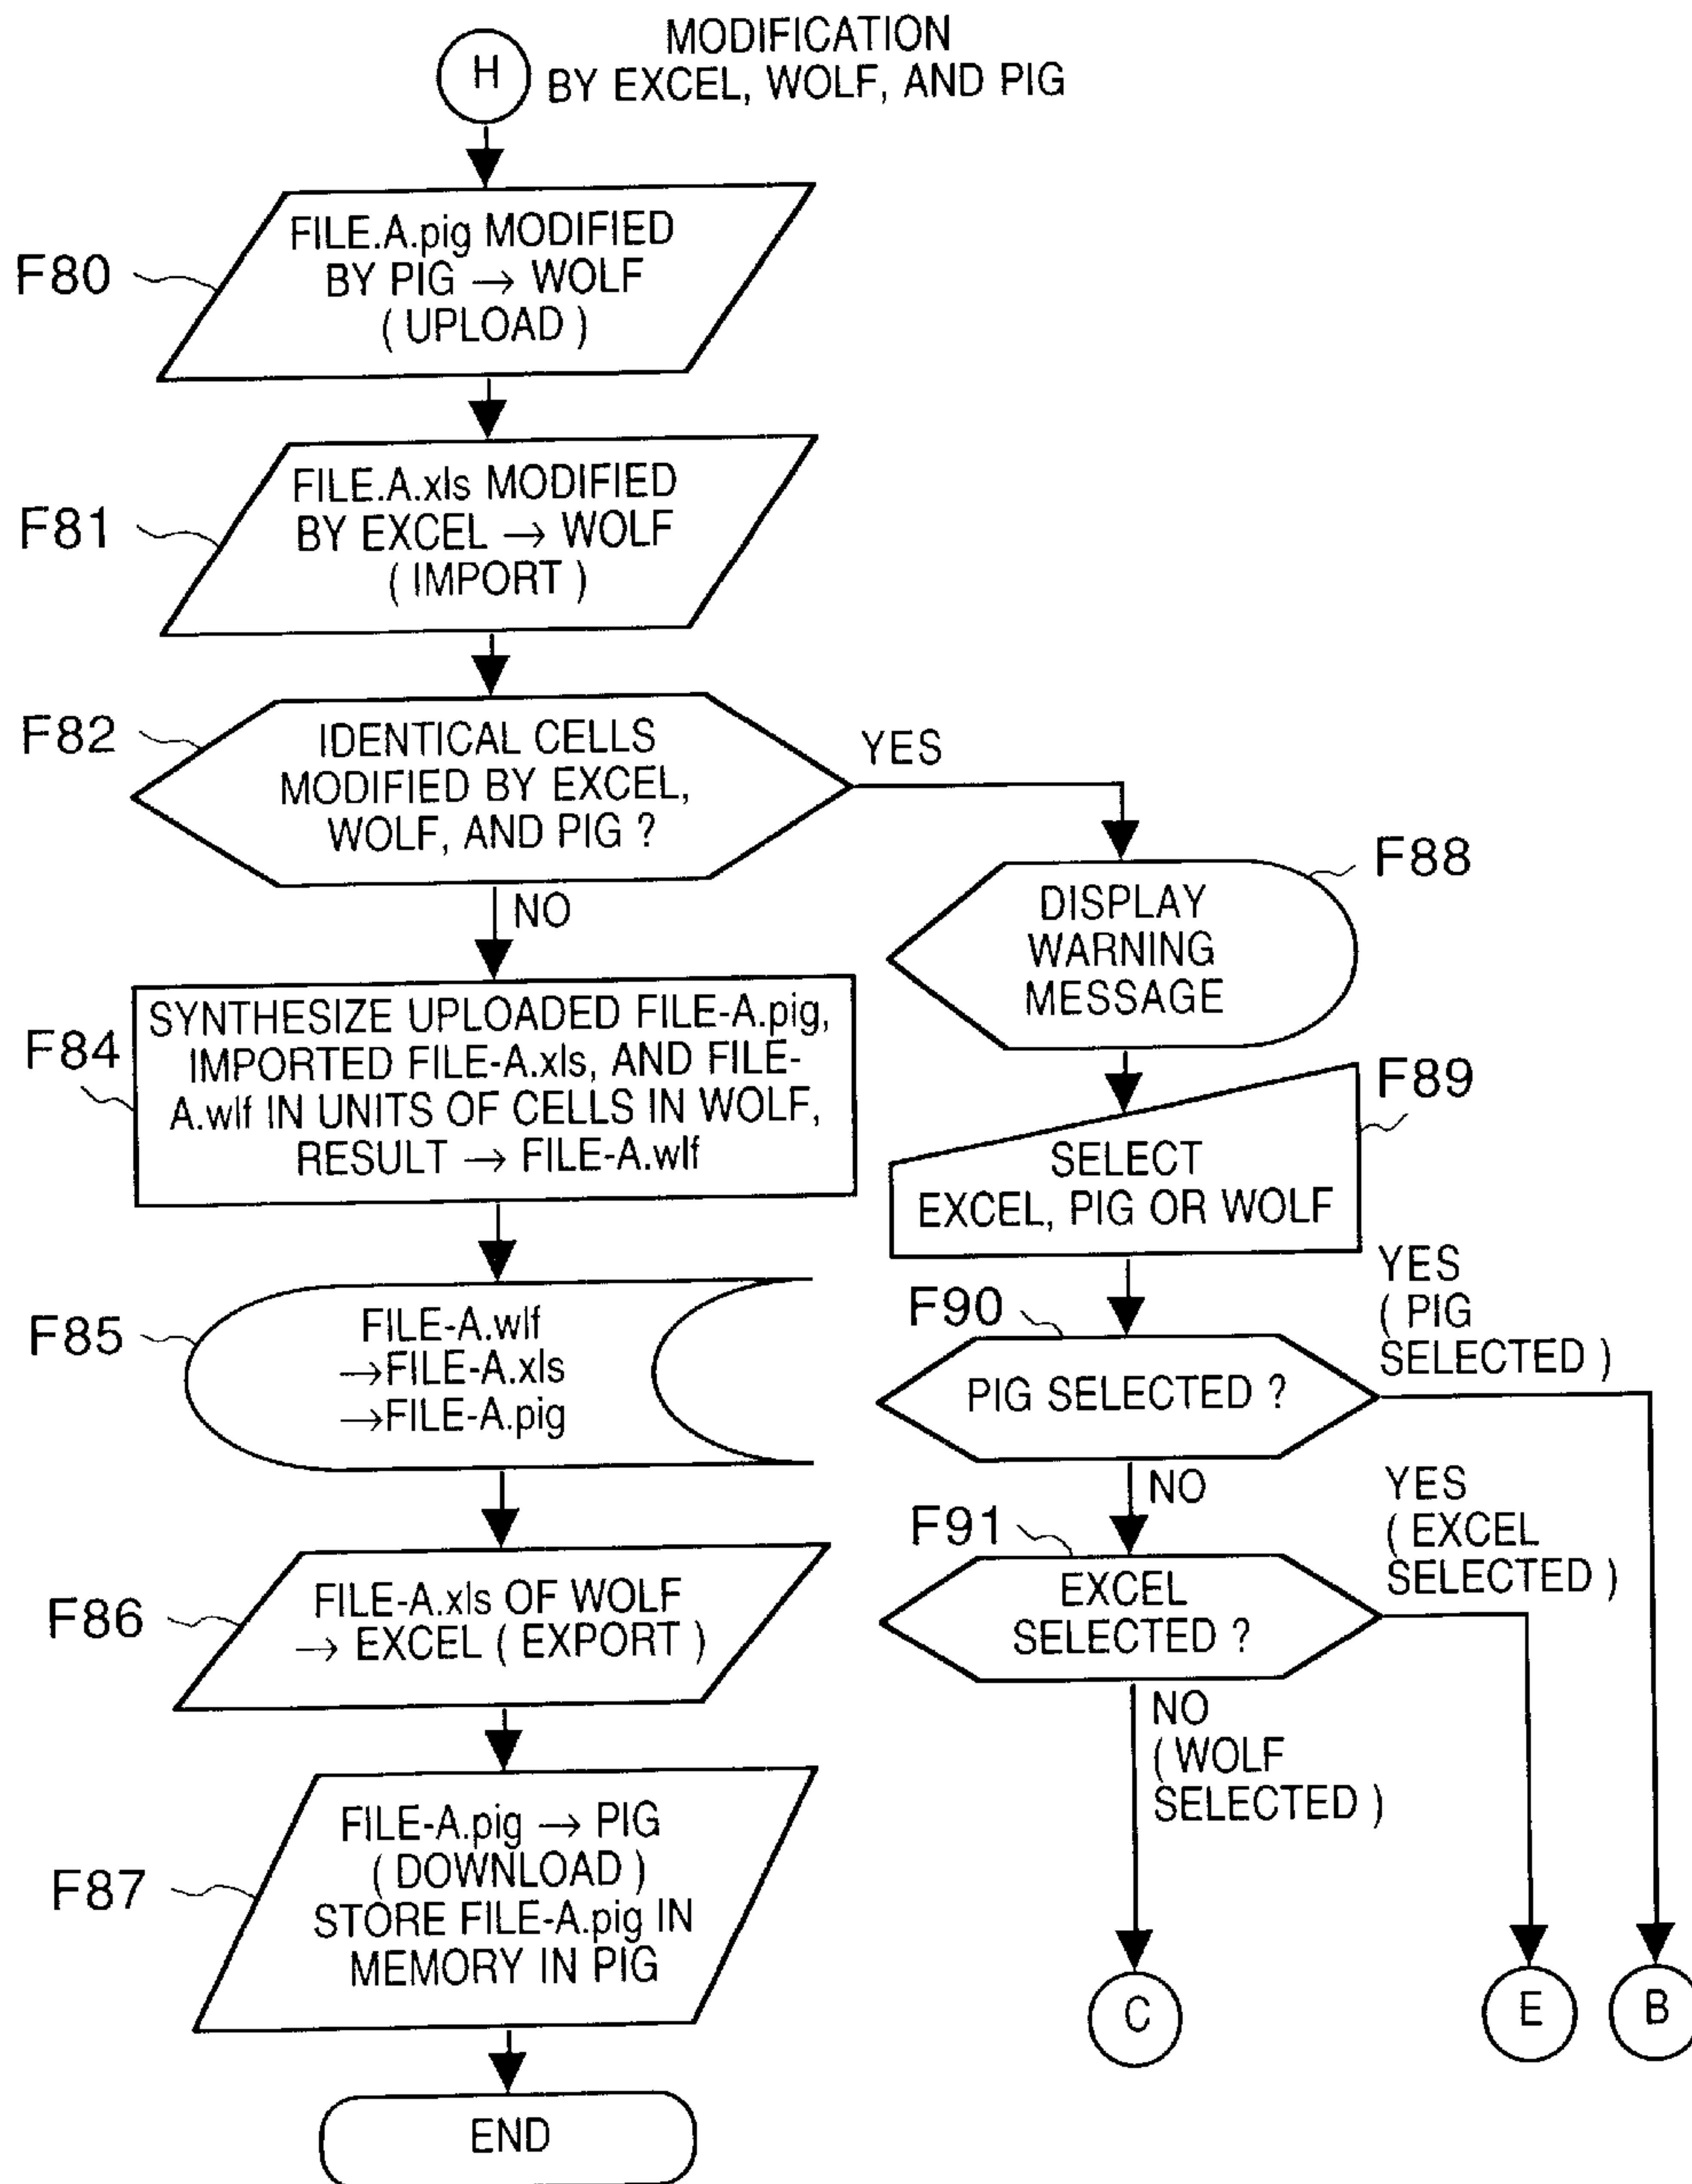 MODIFICATION
BY EXCEL, WOLF, AND PIG
H
F80
FILE.A.pig MODIFIED
BY PIG → WOLF
( UPLOAD )
F81
FILE.A.xls MODIFIED
BY EXCEL → WOLF
( IMPORT )
F82
IDENTICAL CELLS
MODIFIED BY EXCEL,
WOLF, AND PIG ?
YES
NO
F84
SYNTHESIZE UPLOADED FILE-A.pig,
IMPORTED FILE-A.xls, AND FILE-
A.wlf IN UNITS OF CELLS IN WOLF,
RESULT → FILE-A.wlf
F85
FILE-A.wlf
→FILE-A.xls
→FILE-A.pig
F86
FILE-A.xls OF WOLF
→ EXCEL ( EXPORT )
F87
FILE-A.pig → PIG
( DOWNLOAD )
STORE FILE-A.pig IN
MEMORY IN PIG
END
F88
DISPLAY
WARNING
MESSAGE
F89
SELECT
EXCEL, PIG OR WOLF
F90
PIG SELECTED ?
YES
( PIG
SELECTED )
NO
F91
EXCEL
SELECTED ?
YES
( EXCEL
SELECTED )
NO
( WOLF
SELECTED )
C
E
B